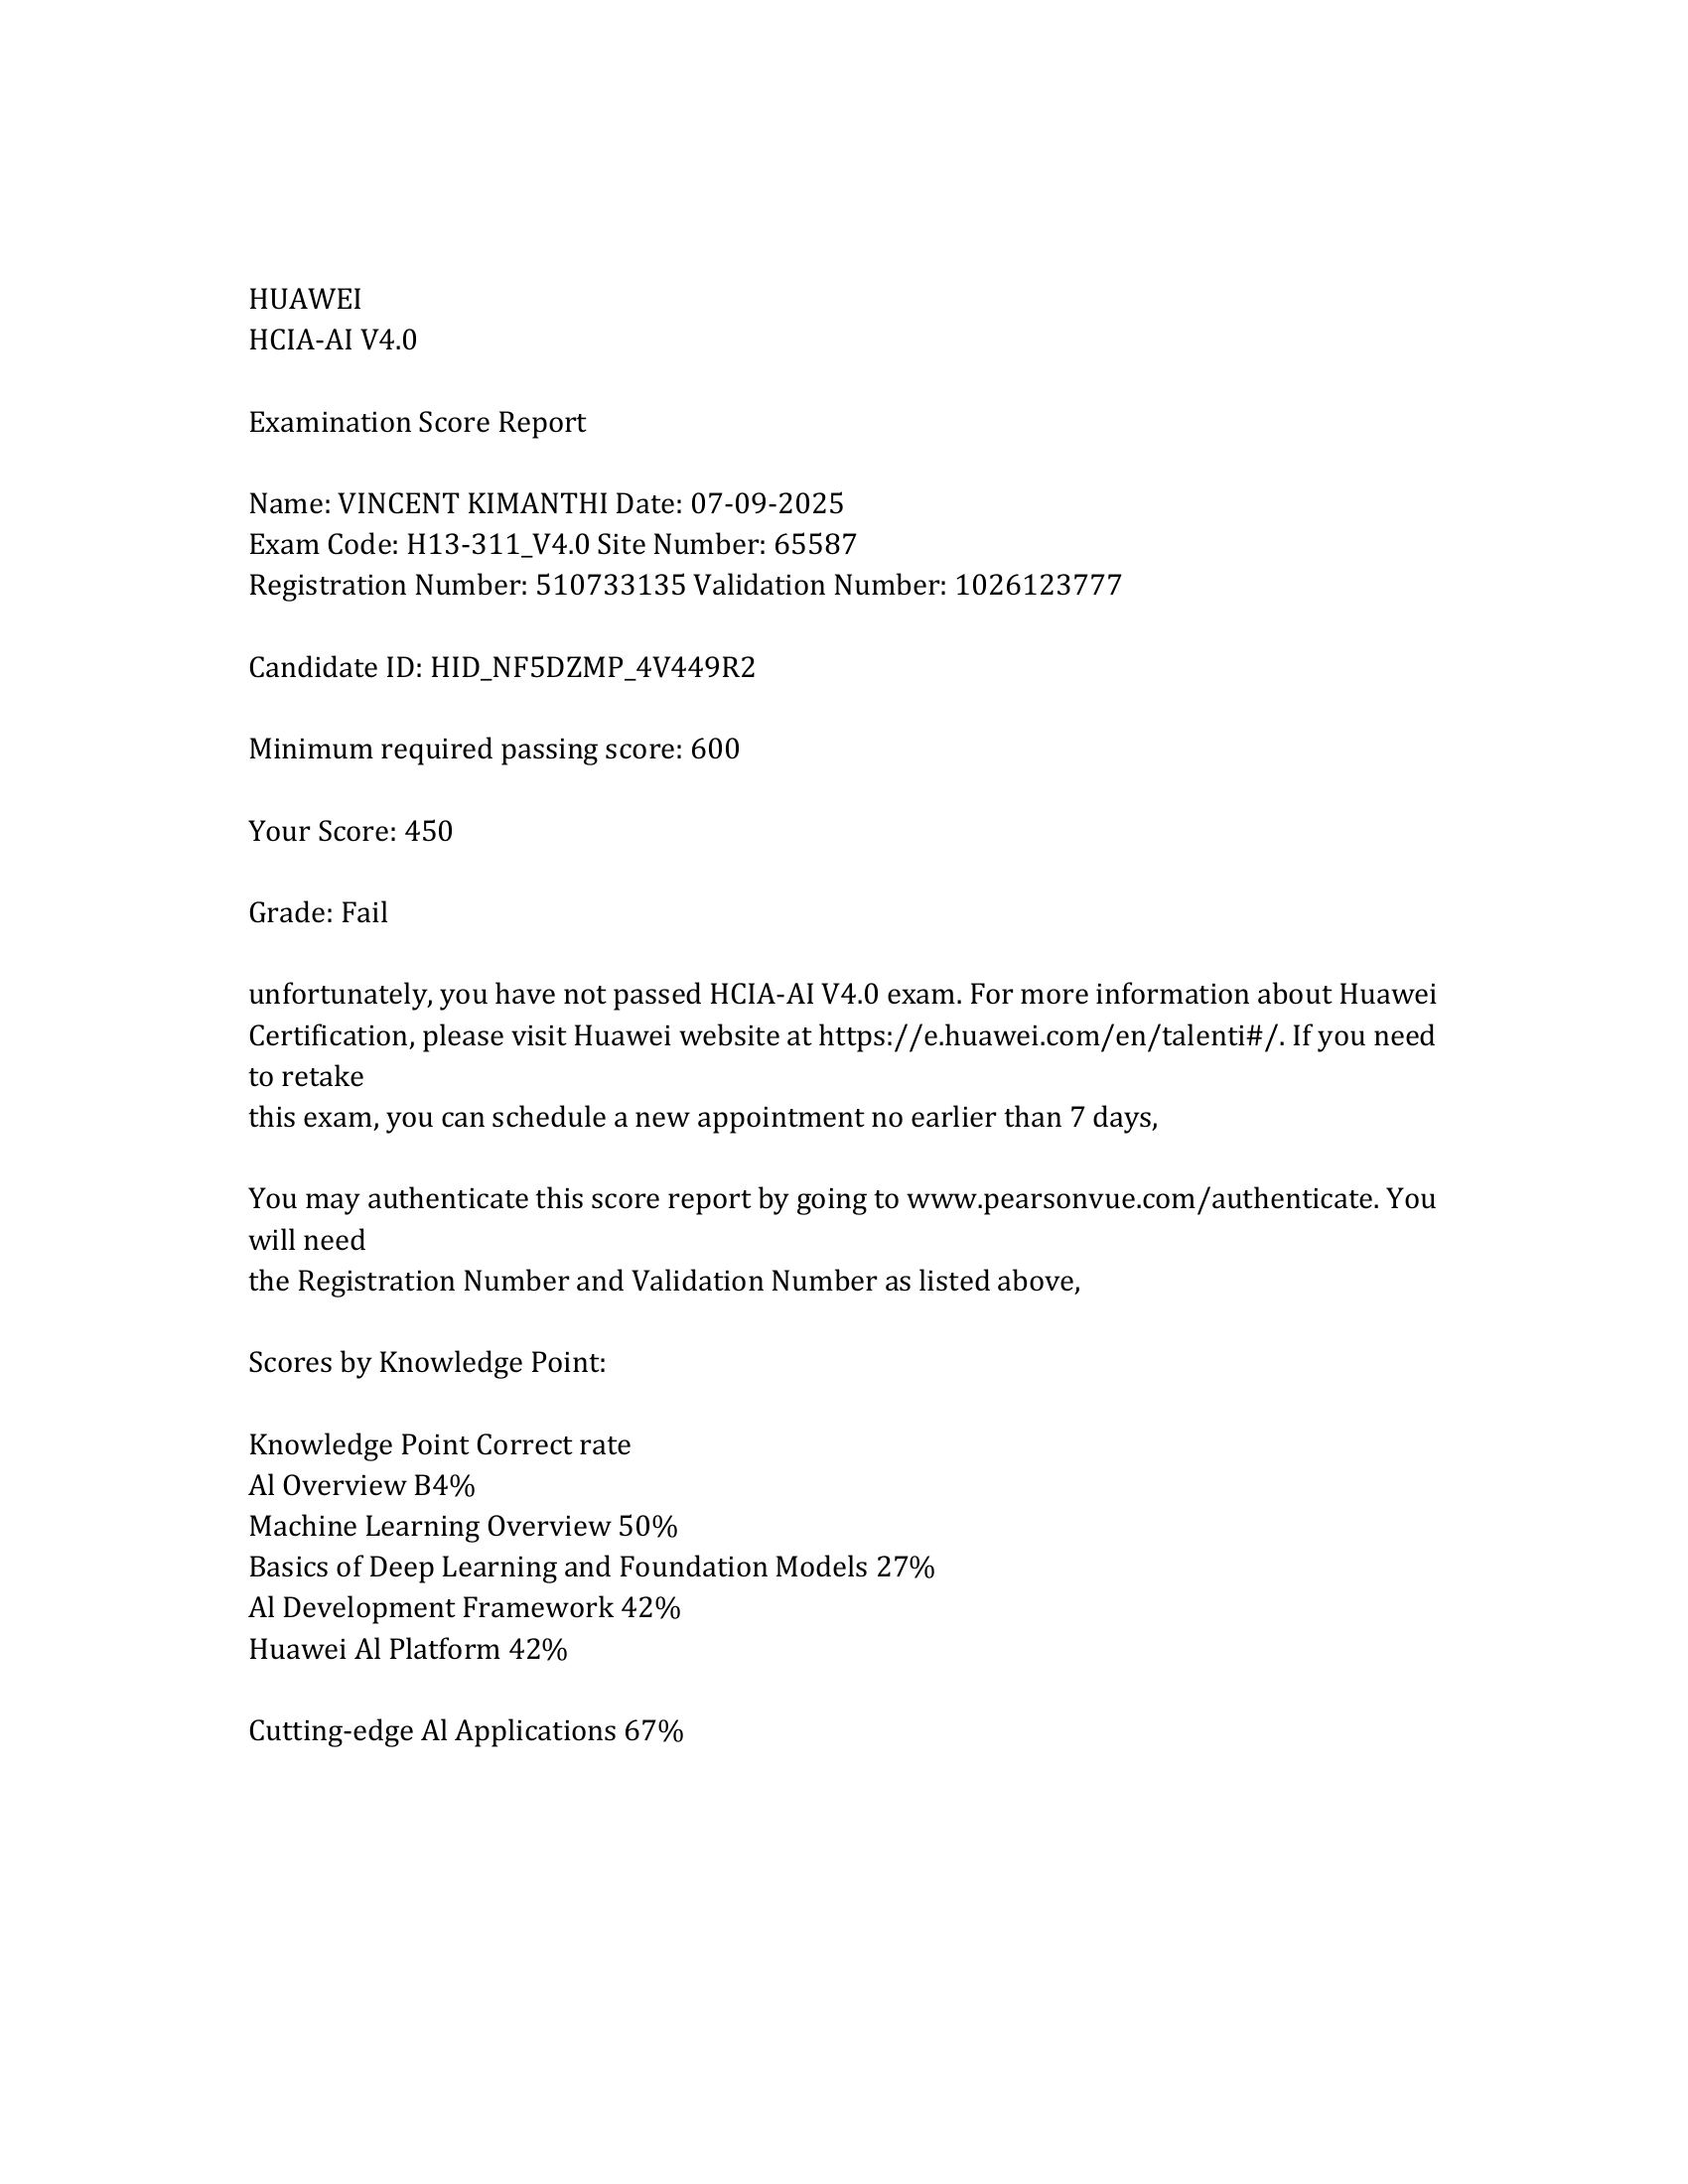 HUAWEI
HCIA-AI V4.0
Examination Score Report
Name: VINCENT KIMANTHI Date: 07-09-2025
Exam Code: H13-311_V4.0 Site Number: 65587
Registration Number: 510733135 Validation Number: 1026123777
Candidate ID: HID_NF5DZMP_4V449R2
Minimum required passing score: 600
Your Score: 450
Grade: Fail
unfortunately, you have not passed HCIA-AI V4.0 exam. For more information about Huawei
Certification, please visit Huawei website at https://e.huawei.com/en/talenti#/. If you need
to retake
this exam, you can schedule a new appointment no earlier than 7 days,
You may authenticate this score report by going to www.pearsonvue.com/authenticate. You
will need
the Registration Number and Validation Number as listed above,
Scores by Knowledge Point:
Knowledge Point Correct rate
Al Overview B4%
Machine Learning Overview 50%
Basics of Deep Learning and Foundation Models 27%
Al Development Framework 42%
Huawei Al Platform 42%
Cutting-edge Al Applications 67%